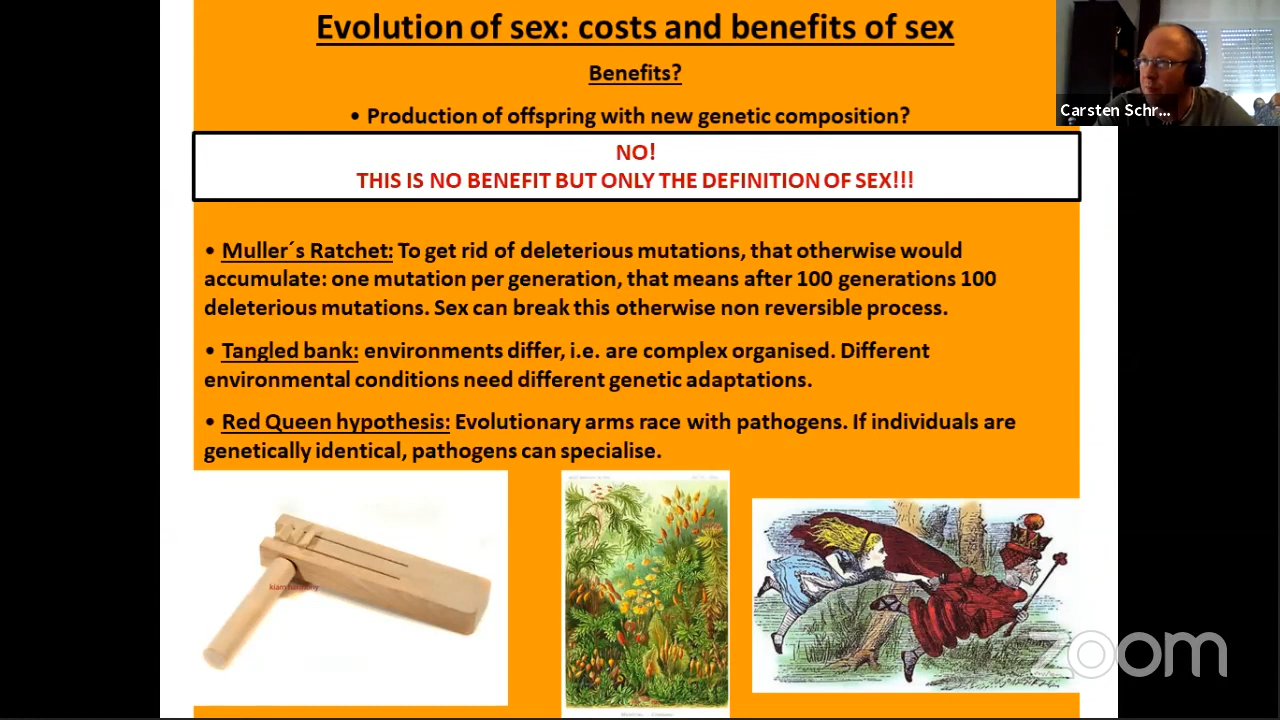 Evolution of sex: costs and benefits of sex
Benefits?
• Production of offspring with new genetic composition?
NO!
THIS IS NO BENEFIT BUT ONLY THE DEFINITION OF SEX!!!
• Muller´s Ratchet: To get rid of deleterious mutations, that otherwise would
accumulate: one mutation per generation, that means after 100 generations 100
deleterious mutations. Sex can break this otherwise non reversible process.
• Tangled bank: environments differ, i.e. are complex organised. Different
environmental conditions need different genetic adaptations.
• Red Queen hypothesis: Evolutionary arms race with pathogens. If individuals are
genetically identical, pathogens can specialise.
Carsten Schr...
kiam harmony
zoom